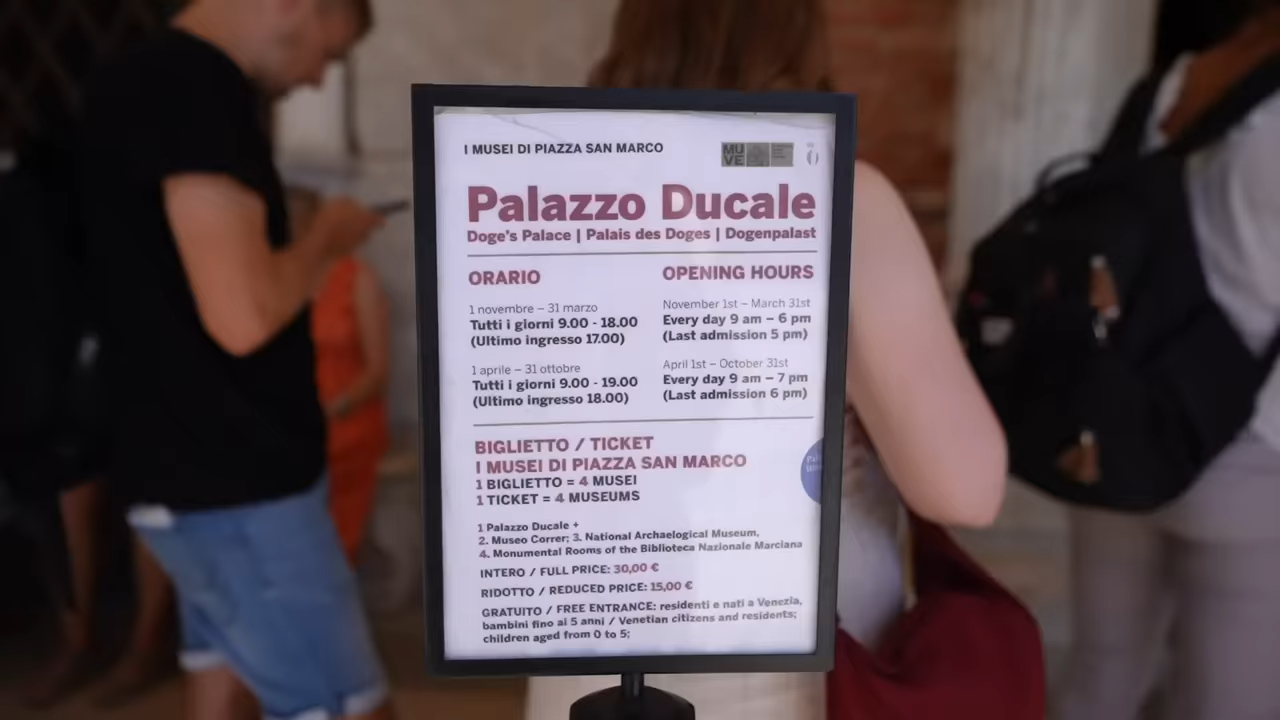 I MUSEI DI PIAZZA SAN MARCO
MUVE
Palazzo Ducale
Doge's Palace | Palais des Doges | Dogenpalast
ORARIO
1 novembre – 31 marzo
Tutti i giorni 9.00 - 18.00
(Ultimo ingresso 17.00)
1 aprile – 31 ottobre
Tutti i giorni 9.00 - 19.00
(Ultimo ingresso 18.00)
OPENING HOURS
November 1st – March 31st
Every day 9 am – 6 pm
(Last admission 5 pm)
April 1st – October 31st
Every day 9 am – 7 pm
(Last admission 6 pm)
BIGLIETTO / TICKET
I MUSEI DI PIAZZA SAN MARCO
1 BIGLIETTO = 4 MUSEI
1 TICKET = 4 MUSEUMS
1 Palazzo Ducale +
2. Museo Correr; 3. National Archaelogical Museum,
4. Monumental Rooms of the Biblioteca Nazionale Marciana
INTERO / FULL PRICE: 30,00 €
RIDOTTO / REDUCED PRICE: 15,00 €
GRATUITO / FREE ENTRANCE: residenti e nati a Venezia,
bambini fino ai 5 anni / Venetian citizens and residents;
children aged from 0 to 5;